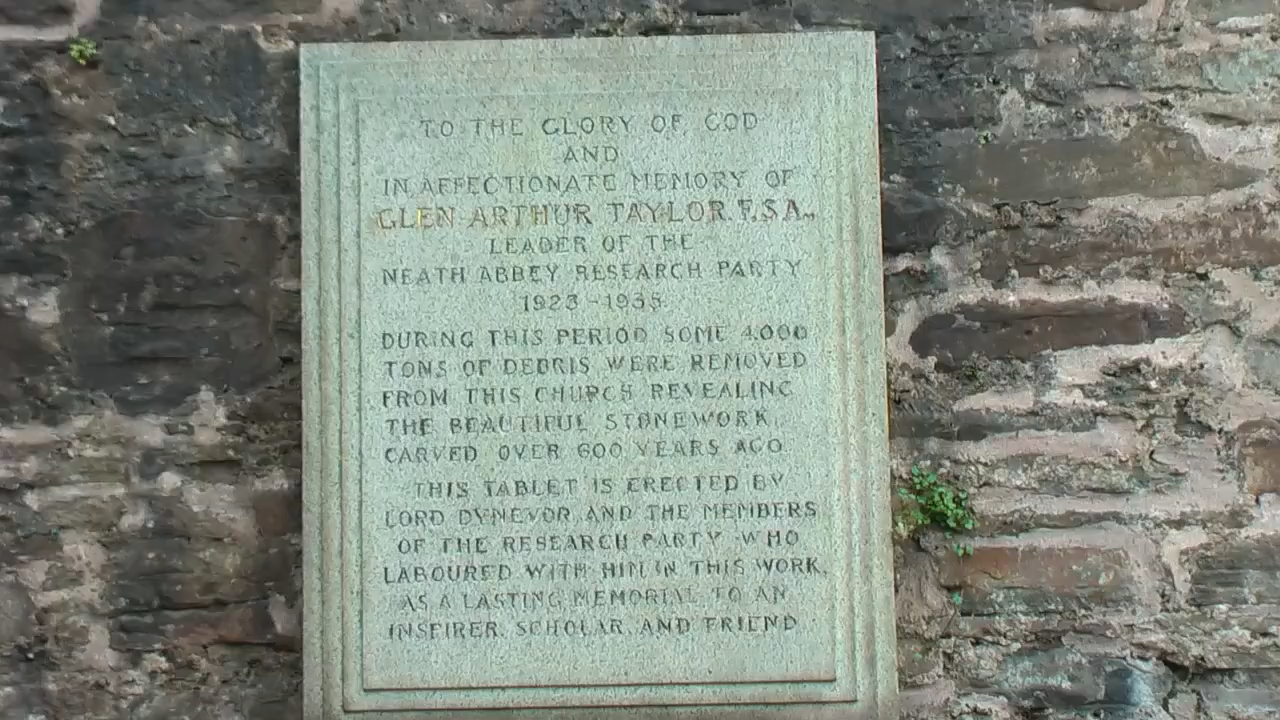 TO THE GLORY OF GOD
AND
IN AFFECTIONATE MEMORY OF
GLEN ARTHUR TAYLOR. F.S.A.,
LEADER OF THE
NEATH ABBEY RESEARCH PARTY
1923-1935.
DURING THIS PERIOD SOME 4,000
TONS OF DEBRIS WERE REMOVED
FROM THIS CHURCH REVEALING
THE BEAUTIFUL STONEWORK,
CARVED OVER 600 YEARS AGO.
THIS TABLET IS ERECTED BY
LORD DYNEVOR, AND THE MEMBERS
OF THE RESEARCH PARTY WHO
LABOURED WITH HIM IN THIS WORK,
AS A LASTING MEMORIAL TO AN
INSPIRER, SCHOLAR, AND FRIEND.